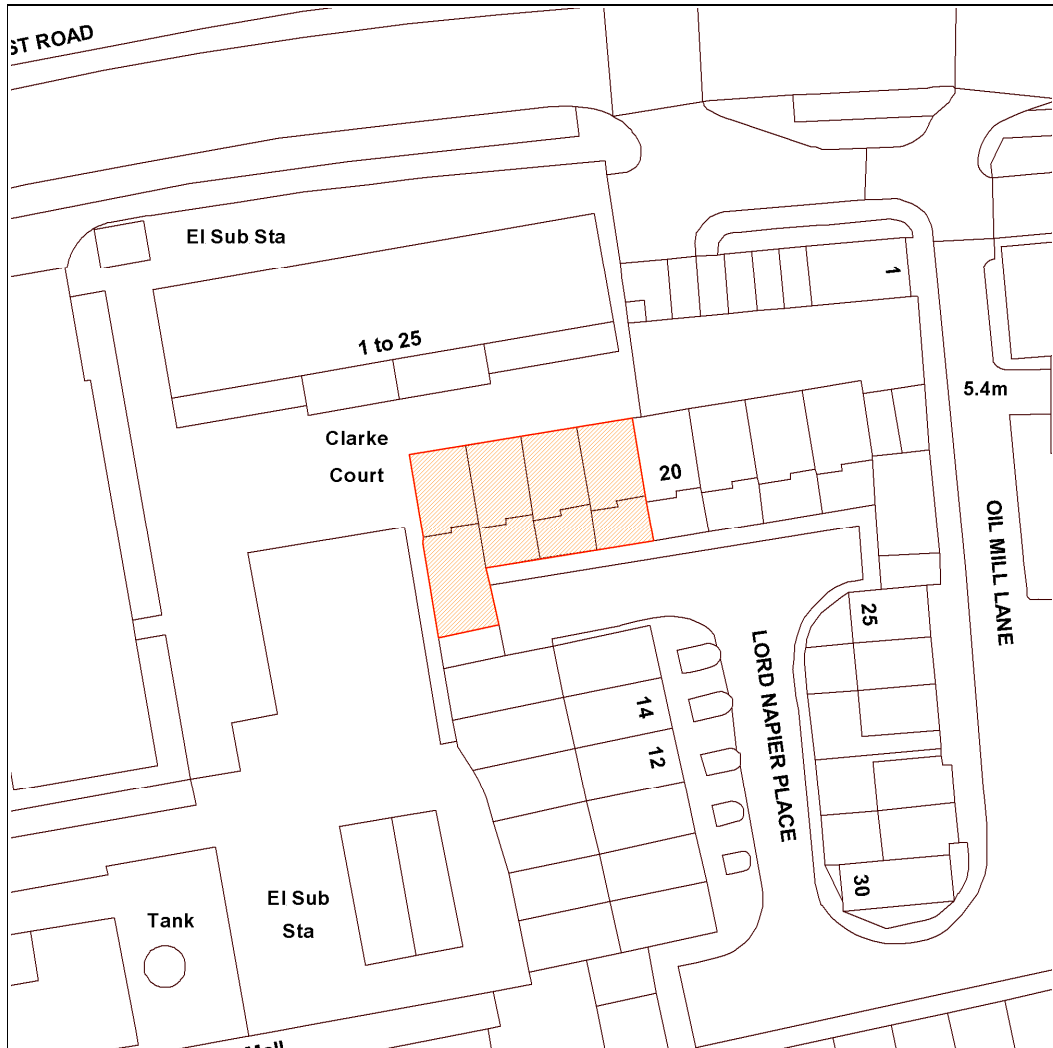 ST ROAD
El Sub Sta
1
1 to 25
5.4m
Clarke
Court
20
OIL MILL LANE
25
LORD NAPIER PLACE
14
12
30
El Sub
Sta
Tank